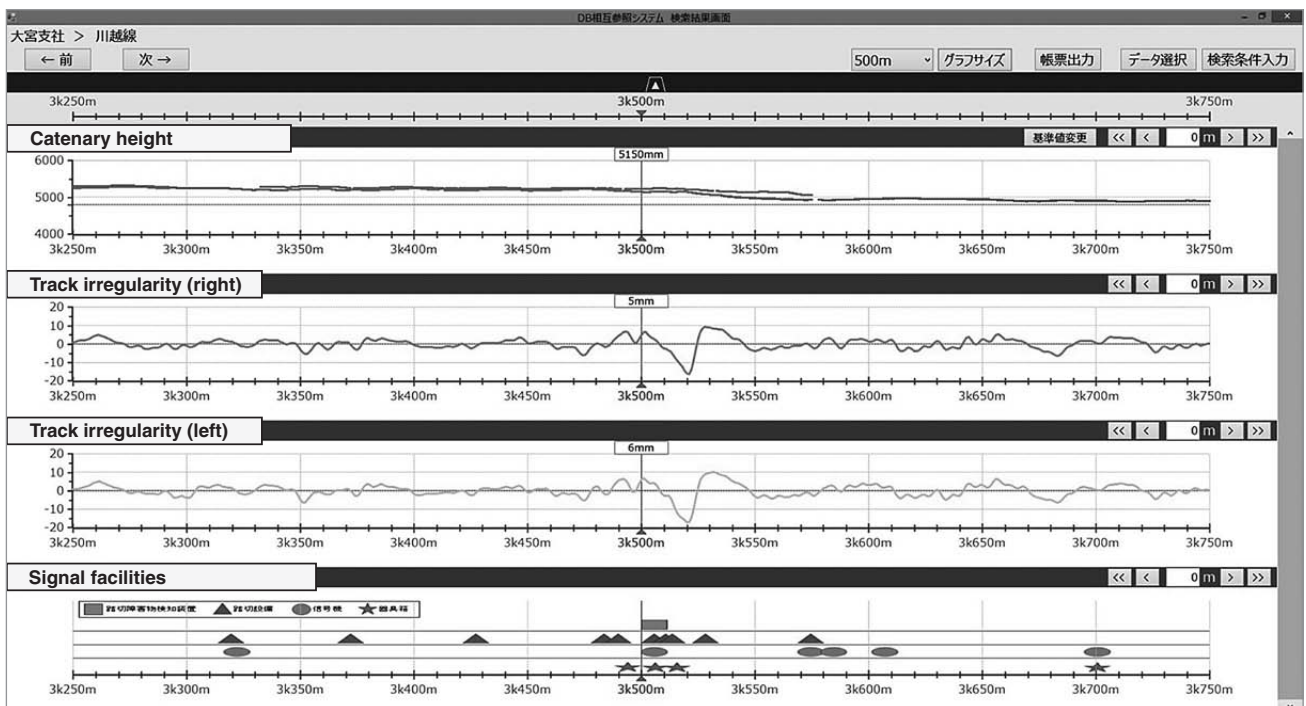 DB相互参照システム 検索結果画面
大宮支社 > 川越線
←前 次→ 500m グラフサイズ 帳票出力 データ選択 検索条件入力
3k250m 3k500m 3k750m
Catenary height 基準値変更 << < 0 m > >>
5150mm
6000
5000
4000
3k250m 3k300m 3k350m 3k400m 3k450m 3k500m 3k550m 3k600m 3k650m 3k700m 3k750m
Track irregularity (right) << < 0 m > >>
5mm
20
10
0
-10
-20
3k250m 3k300m 3k350m 3k400m 3k450m 3k500m 3k550m 3k600m 3k650m 3k700m 3k750m
Track irregularity (left) << < 0 m > >>
6mm
20
10
0
-10
-20
3k250m 3k300m 3k350m 3k400m 3k450m 3k500m 3k550m 3k600m 3k650m 3k700m 3k750m
Signal facilities << < 0 m > >>
踏切障害物検知装置 踏切設備 信号機 器具箱
3k250m 3k300m 3k350m 3k400m 3k450m 3k500m 3k550m 3k600m 3k650m 3k700m 3k750m